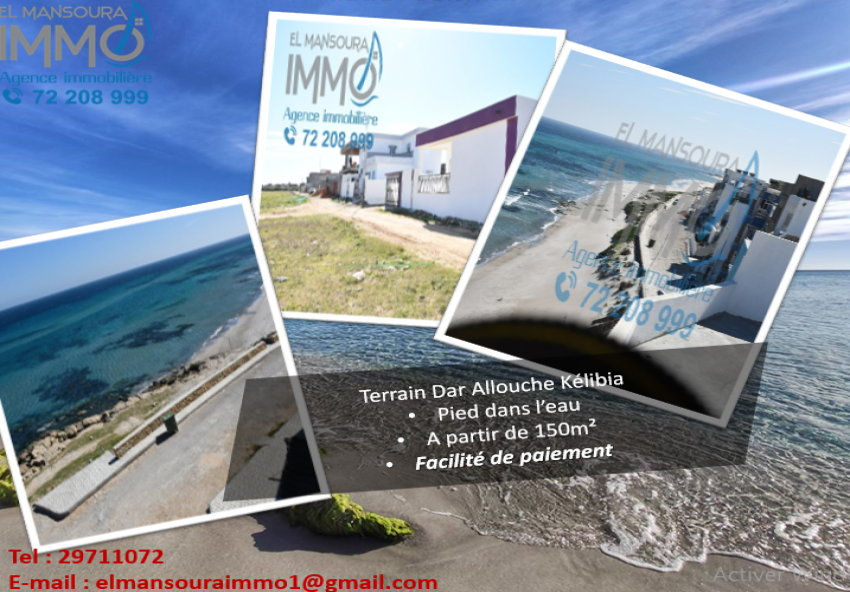 EL MANSOURA
IMMO
Agence immobilière
72 208 999
EL MANSOURA
IMMO
Agence immobilière
72 208 999
EL MANSOURA
IMMO
Agence immobilière
72 208 999
Terrain Dar Allouche Kélibia
• Pied dans l'eau
• A partir de 150m²
• Facilité de paiement
Tel : 29711072
E-mail : elmansouraimmo1@gmail.com
Activer